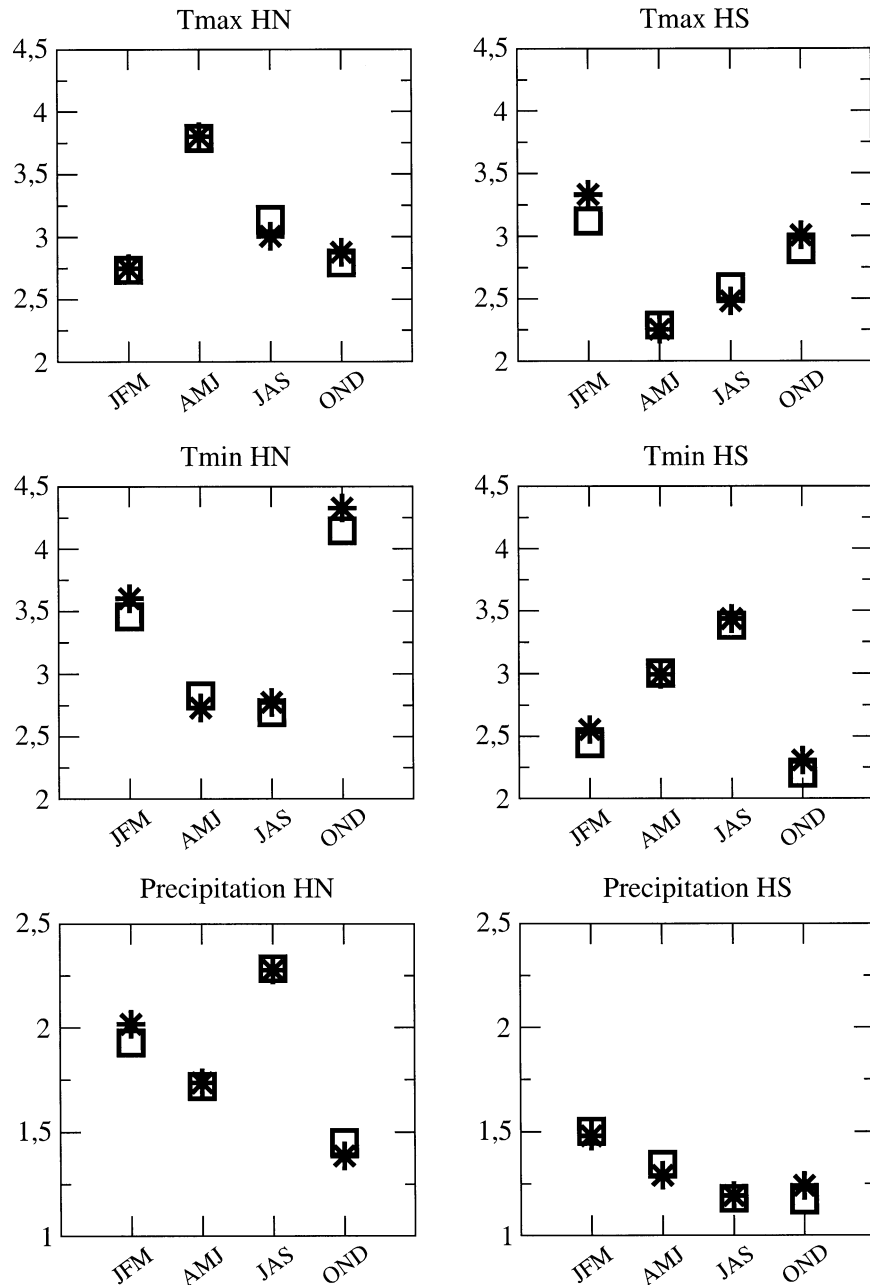 Tmax HN
4,5
4
3,5
3
2,5
2
JFM
AMJ
JAS
OND
Tmax HS
4,5
4
3,5
3
2,5
2
JFM
AMJ
JAS
OND
Tmin HN
4,5
4
3,5
3
2,5
2
JFM
AMJ
JAS
OND
Tmin HS
4,5
4
3,5
3
2,5
2
JFM
AMJ
JAS
OND
Precipitation HN
2,5
2
1,5
1
JFM
AMJ
JAS
OND
Precipitation HS
2,5
2
1,5
1
JFM
AMJ
JAS
OND